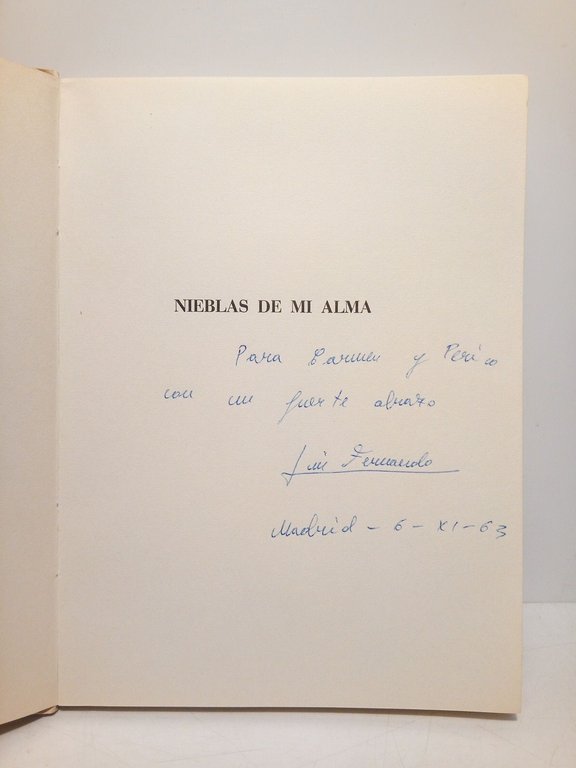 NIEBLAS DE MI ALMA
Para Carmen y Perico
con un fuerte abrazo
Luis Fernando
Madrid - 6 - XI - 63